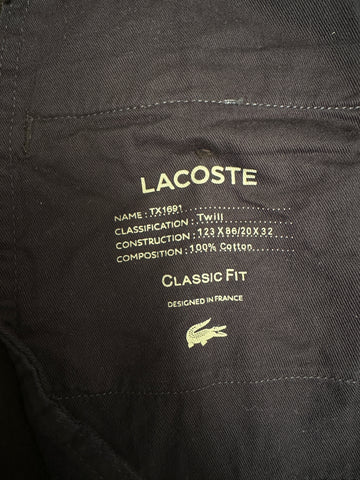 LACOSTE
NAME : TX1691
CLASSIFICATION : Twill
CONSTRUCTION : 123 X 86/20 X 32
COMPOSITION : 100% Cotton
CLASSIC FIT
DESIGNED IN FRANCE